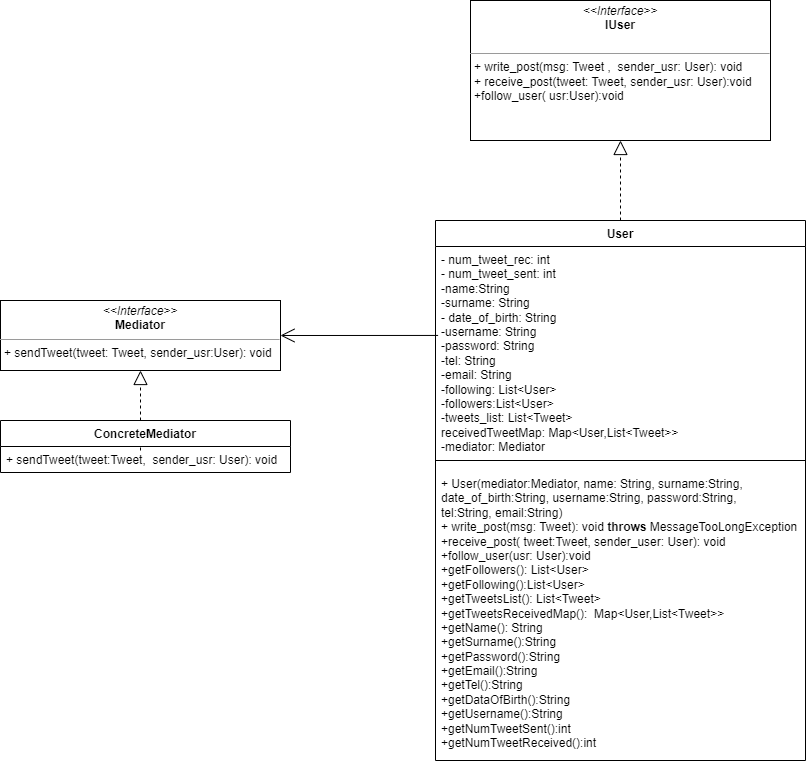 <<Interface>>
IUser
+ write_post(msg: Tweet , sender_usr: User): void
+ receive_post(tweet: Tweet, sender_usr: User):void
+follow_user( usr:User):void
User
- num_tweet_rec: int
- num_tweet_sent: int
-name:String
-surname: String
- date_of_birth: String
-username: String
-password: String
-tel: String
-email: String
-following: List<User>
-followers:List<User>
-tweets_list: List<Tweet>
receivedTweetMap: Map<User,List<Tweet>>
-mediator: Mediator
+ User(mediator:Mediator, name: String, surname:String,
date_of_birth:String, username:String, password:String,
tel:String, email:String)
+ write_post(msg: Tweet): void throws MessageTooLongException
+receive_post( tweet:Tweet, sender_user: User): void
+follow_user(usr: User):void
+getFollowers(): List<User>
+getFollowing():List<User>
+getTweetsList(): List<Tweet>
+getTweetsReceivedMap(): Map<User,List<Tweet>>
+getName(): String
+getSurname():String
+getPassword():String
+getEmail():String
+getTel():String
+getDataOfBirth():String
+getUsername():String
+getNumTweetSent():int
+getNumTweetReceived():int
<<Interface>>
Mediator
+ sendTweet(tweet: Tweet, sender_usr:User): void
ConcreteMediator
+ sendTweet(tweet:Tweet, sender_usr: User): void